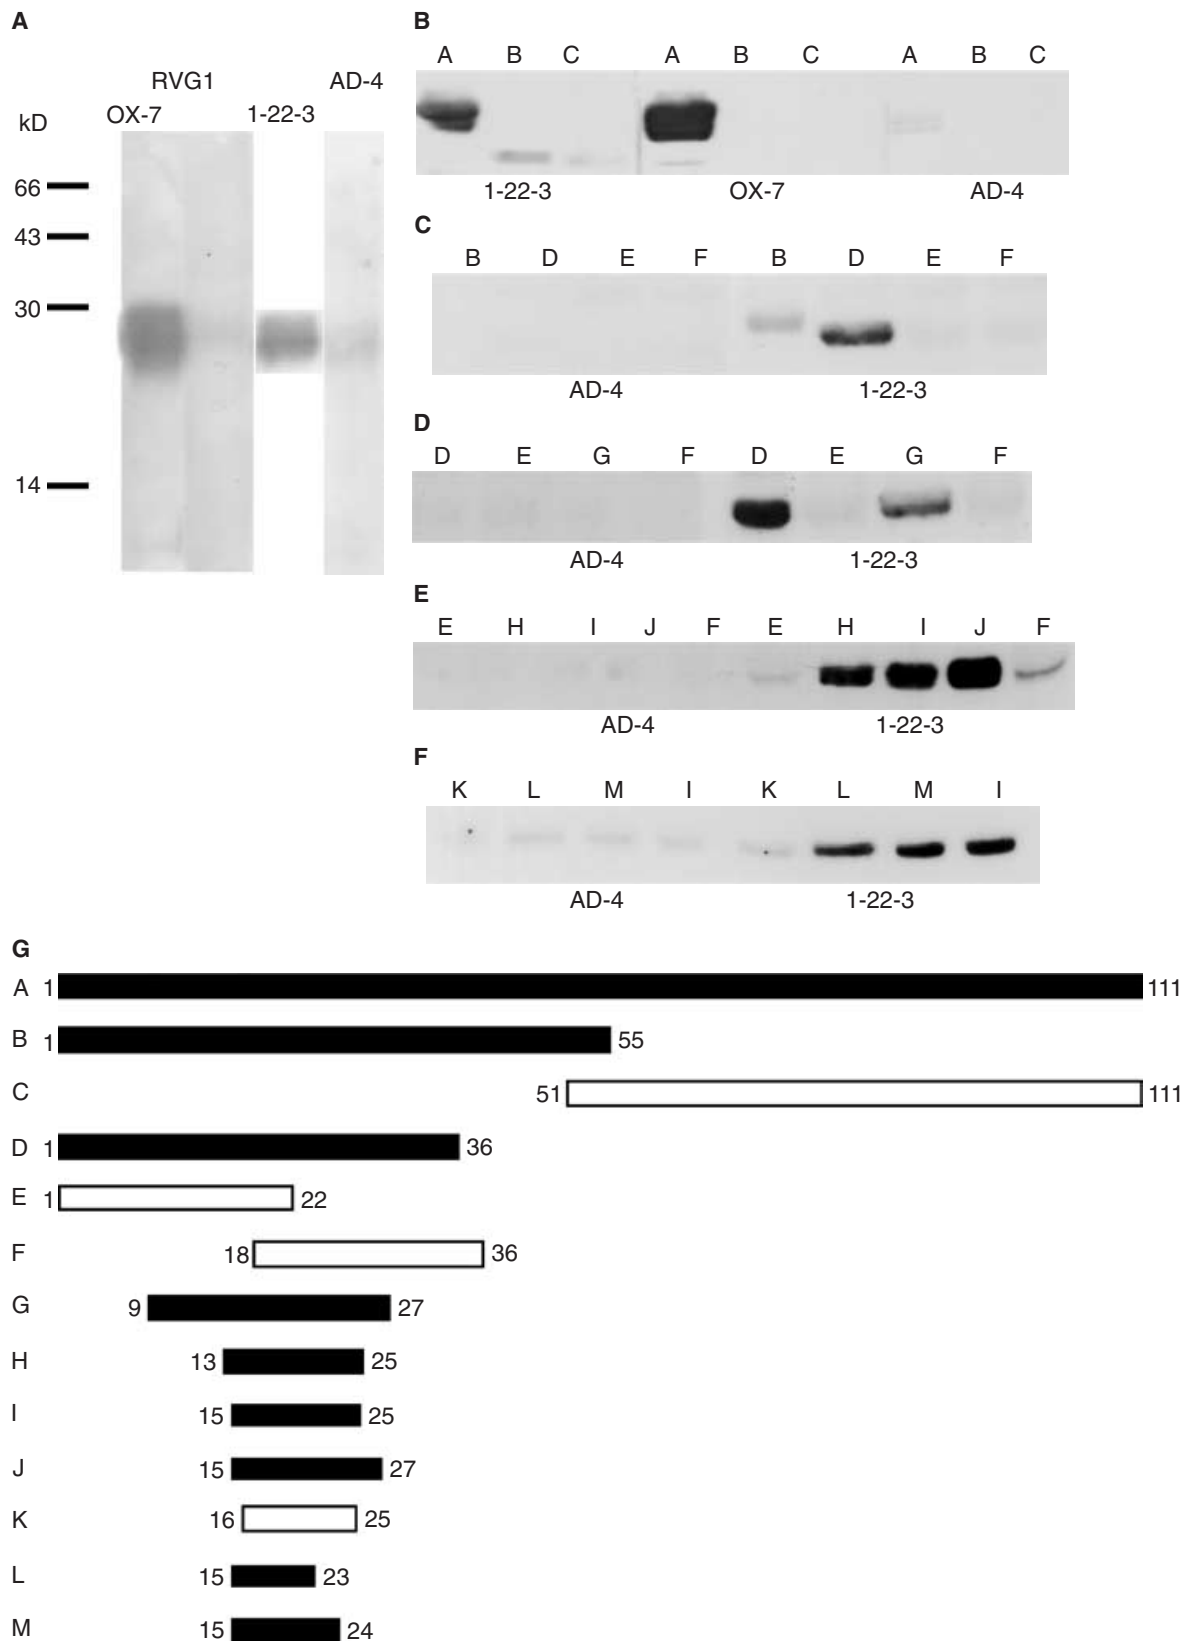 A
RVG1 AD-4
OX-7 1-22-3
kD
66
43
30
14
B
A B C A B C A B C
1-22-3 OX-7 AD-4
C
B D E F B D E F
AD-4 1-22-3
D
D E G F D E G F
AD-4 1-22-3
E
E H I J F E H I J F
AD-4 1-22-3
F
K L M I K L M I
AD-4 1-22-3
G
A 1 111
B 1 55
C 51 111
D 1 36
E 1 22
F 18 36
G 9 27
H 13 25
I 15 25
J 15 27
K 16 25
L 15 23
M 15 24